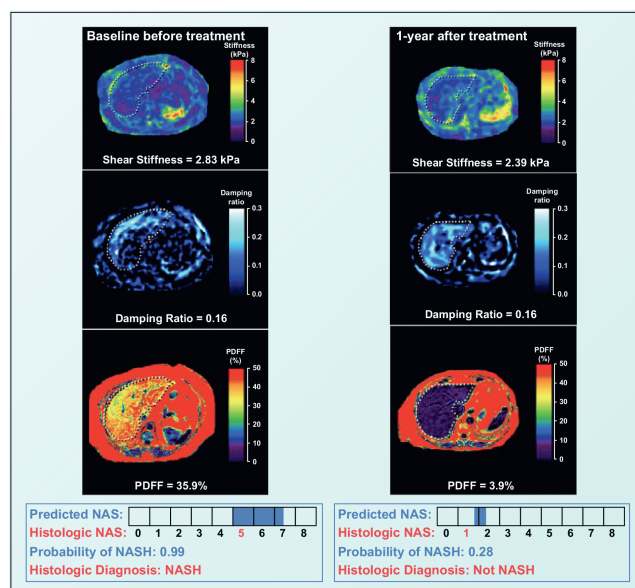 Baseline before treatment
Stiffness
(kPa)
8
6
4
2
0
Shear Stiffness = 2.83 kPa
Damping
ratio
0.3
0.2
0.1
0.0
Damping Ratio = 0.16
PDFF
(%)
50
40
30
20
10
0
PDFF = 35.9%
Predicted NAS:
Histologic NAS: 0 1 2 3 4 5 6 7 8
Probability of NASH: 0.99
Histologic Diagnosis: NASH
1-year after treatment
Stiffness
(kPa)
8
6
4
2
0
Shear Stiffness = 2.39 kPa
Damping
ratio
0.3
0.2
0.1
0.0
Damping Ratio = 0.16
PDFF
(%)
50
40
30
20
10
0
PDFF = 3.9%
Predicted NAS:
Histologic NAS: 0 1 2 3 4 5 6 7 8
Probability of NASH: 0.28
Histologic Diagnosis: Not NASH